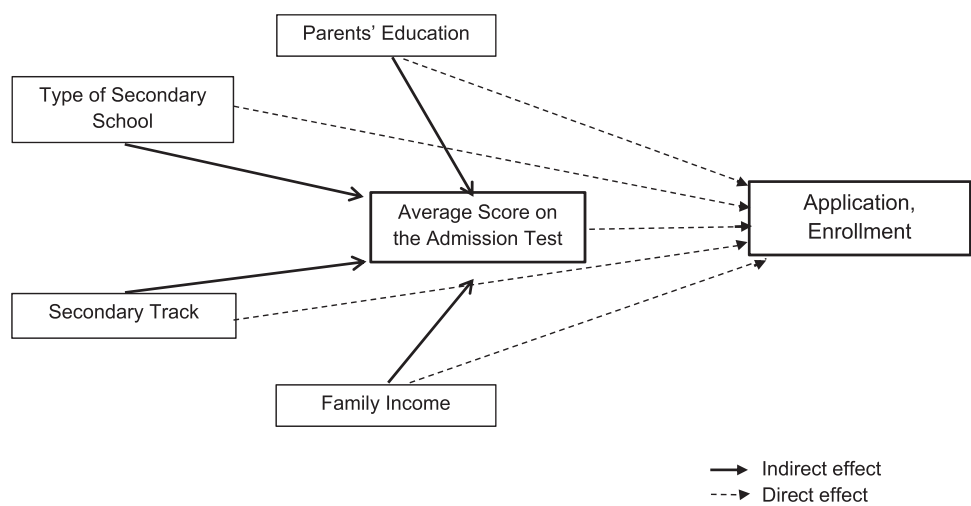 Parents’ Education
Type of Secondary
School
Average Score on
the Admission Test
Application,
Enrollment
Secondary Track
Family Income
Indirect effect
Direct effect